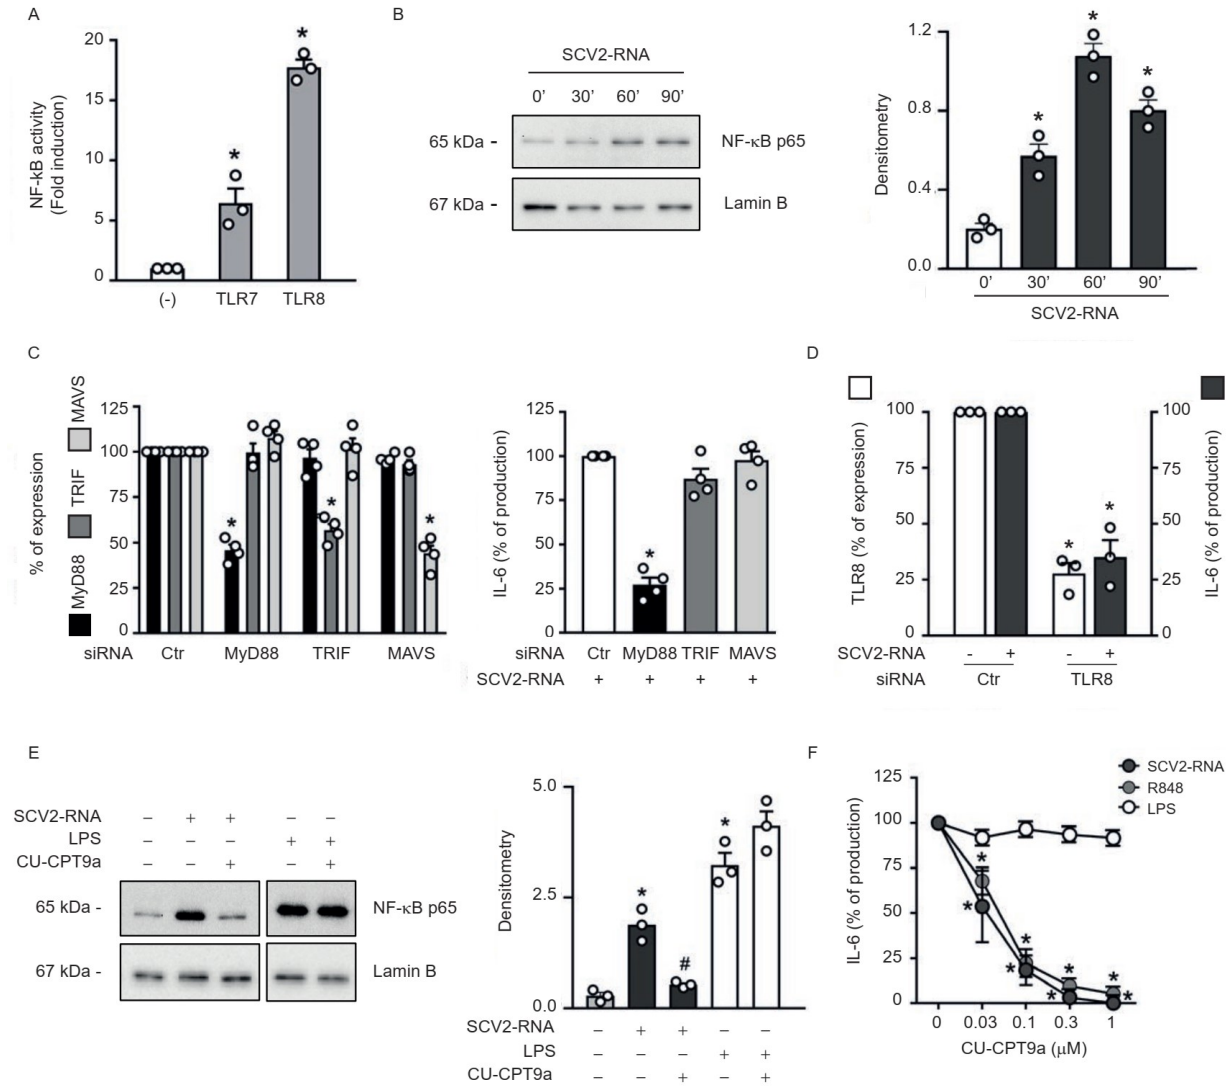 A
NF-kB activity
(Fold induction)
20
15
10
5
0
*
*
(-) TLR7 TLR8
B
SCV2-RNA
0’ 30’ 60’ 90’
65 kDa - NF-κB p65
67 kDa - Lamin B
Densitometry
1.2
0.8
0.4
0.0
*
*
*
0’ 30’ 60’ 90’
SCV2-RNA
C
% of expression
MyD88 TRIF MAVS
125
100
75
50
25
0
*
*
*
siRNA Ctr MyD88 TRIF MAVS
IL-6 (% of production)
125
100
75
50
25
0
*
siRNA Ctr MyD88 TRIF MAVS
SCV2-RNA + + + +
D
TLR8 (% of expression)
100
75
50
25
0
*
*
IL-6 (% of production)
100
75
50
25
0
SCV2-RNA - + - +
siRNA Ctr TLR8
E
SCV2-RNA – + + – –
LPS – – – + +
CU-CPT9a – – + – +
65 kDa - NF-κB p65
67 kDa - Lamin B
Densitometry
5.0
2.5
0.0
*
#
*
SCV2-RNA – + + – –
LPS – – – + +
CU-CPT9a – – + – +
F
SCV2-RNA
R848
LPS
IL-6 (% of production)
125
100
75
50
25
0
*
*
*
*
*
*
*
*
0 0.03 0.1 0.3 1
CU-CPT9a (μM)